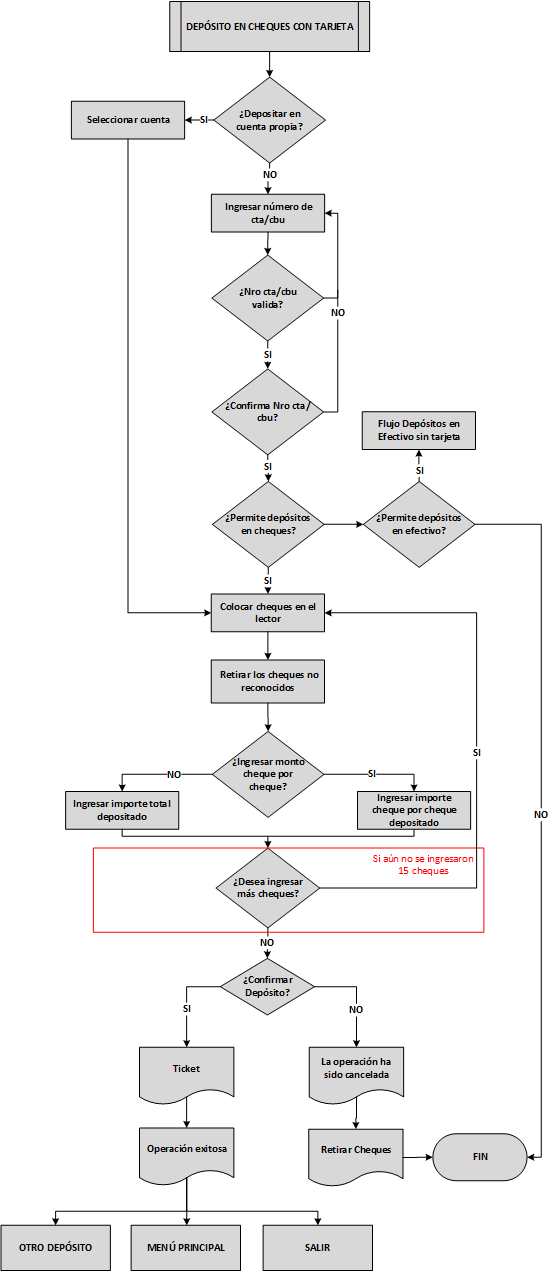 DEPÓSITO EN CHEQUES CON TARJETA
¿Depositar en
cuenta propia?
SI
Seleccionar cuenta
NO
Ingresar número de
cta/cbu
¿Nro cta/cbu
valida?
NO
SI
¿Confirma Nro cta/
cbu?
SI
Flujo Depósitos en
Efectivo sin tarjeta
SI
¿Permite depósitos
en cheques?
¿Permite depósitos
en efectivo?
SI
Colocar cheques en el
lector
Retirar los cheques no
reconocidos
SI
¿Ingresar monto
cheque por
cheque?
NO
SI
Ingresar importe total
depositado
Ingresar importe
cheque por cheque
depositado
NO
Si aún no se ingresaron
15 cheques
¿Desea ingresar
más cheques?
NO
¿Confirmar
Depósito?
SI
NO
Ticket
La operación ha
sido cancelada
Operación exitosa
Retirar Cheques
FIN
OTRO DEPÓSITO
MENÚ PRINCIPAL
SALIR